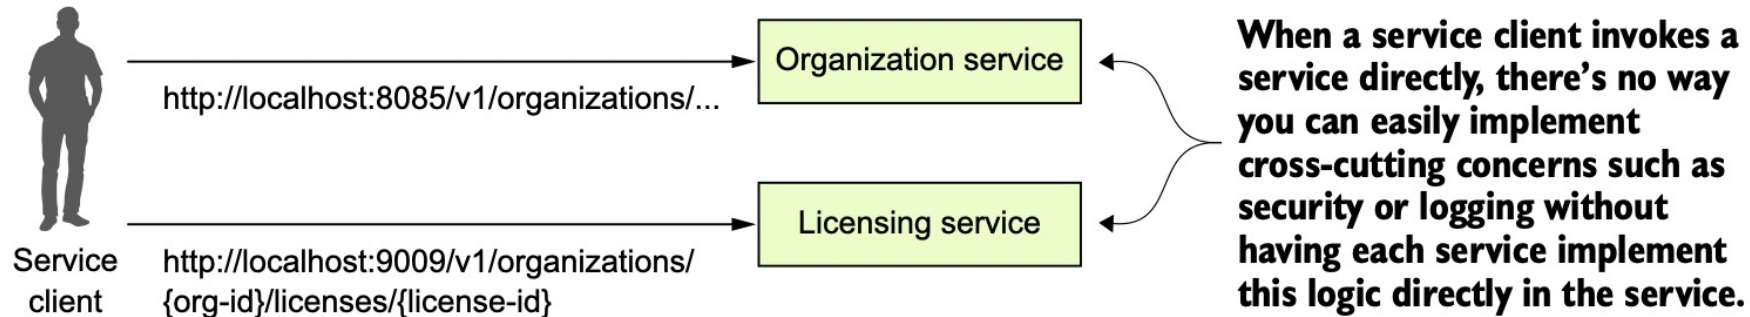 Organization service
http://localhost:8085/v1/organizations/...
Licensing service
Service
client
http://localhost:9009/v1/organizations/
{org-id}/licenses/{license-id}
When a service client invokes a
service directly, there’s no way
you can easily implement
cross-cutting concerns such as
security or logging without
having each service implement
this logic directly in the service.